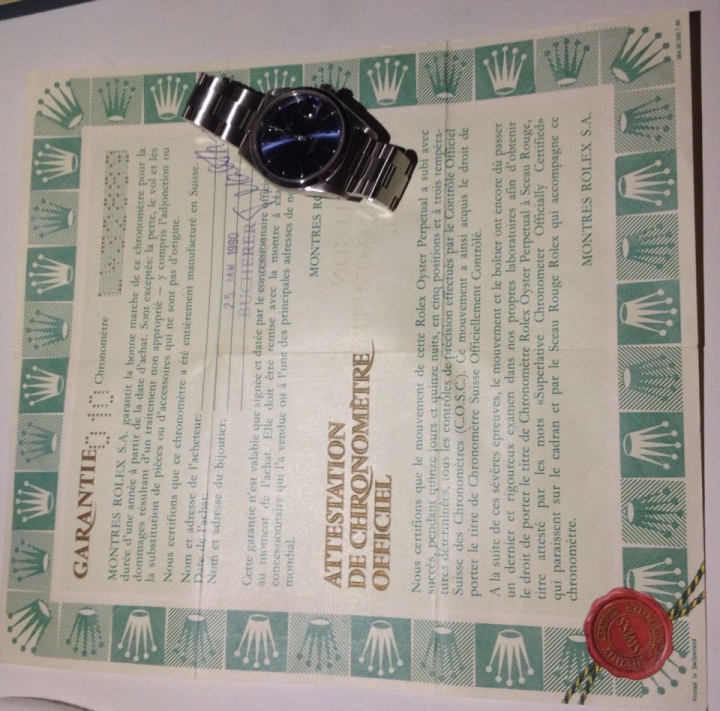 GARANTIE
Chronomètre
MONTRES ROLEX S.A. garantit la bonne marche de ce chronomètre pour la
durée d'une année à partir de la date d'achat. Sont exceptés: la perte, le vol et les
dommages résultant d'un traitement non approprié — y compris l'adjonction ou
la substitution de pièces ou d'accessoires qui ne sont pas d'origine.
Nous certifions que ce chronomètre a été entièrement manufacturé en Suisse.
Nom et adresse de l'acheteur:
Date de l'achat: 25 JAN 1990
Nom et adresse du bijoutier: BUCHERER
Cette garantie n'est valable que signée et datée par le concessionnaire
au moment de l'achat. Elle doit être remise avec la montre à
concessionnaire qui l'a vendue ou à l'une des principales adresses de
mondial.
MONTRES
ATTESTATION
DE CHRONOMÈTRE
OFFICIEL
Nous certifions que le mouvement de cette Rolex Oyster Perpetual a subi avec
succès, pendant quinze jours et quinze nuits, en cinq positions et à trois tempéra-
tures déterminées, tous les contrôles de précision effectués par le Contrôle Officiel
Suisse des Chronomètres (C.O.S.C.). Ce mouvement a ainsi acquis le droit de
porter le titre de Chronomètre Suisse Officiellement Contrôlé.
A la suite de ces sévères épreuves, le mouvement et le boîtier ont encore dû passer
un dernier et rigoureux examen dans nos propres laboratoires afin d'obtenir
le droit de porter le titre de Chronomètre Rolex Oyster Perpetual à Sceau Rouge,
titre attesté par les mots «Superlative Chronometer Officially Certified»
qui paraissent sur le cadran et par le Sceau Rouge Rolex qui accompagne ce
chronomètre.
MONTRES ROLEX S.A.
SWISS
Printed in Switzerland